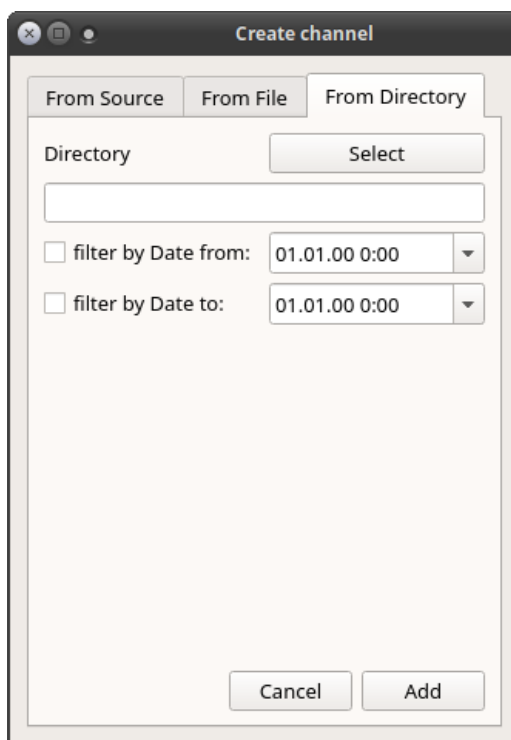 Create channel
From Source From File From Directory
Directory Select
filter by Date from: 01.01.00 0:00
filter by Date to: 01.01.00 0:00
Cancel Add